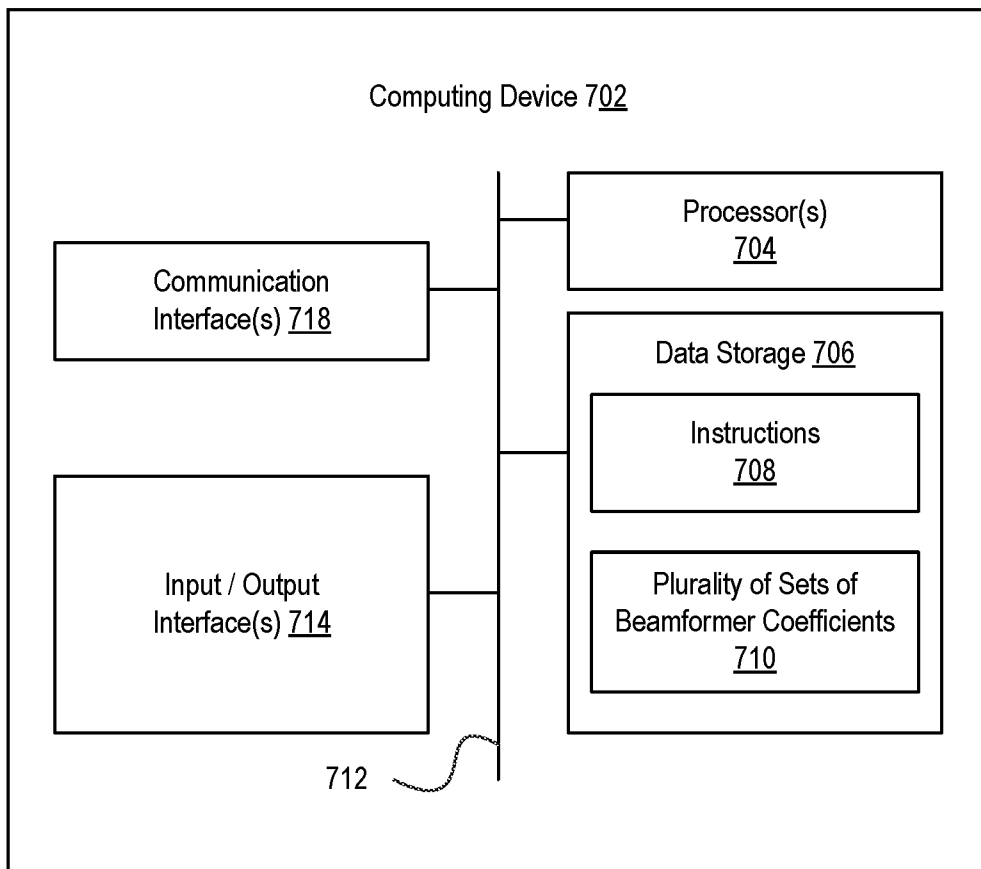 Computing Device 702
Processor(s)
704
Communication
Interface(s) 718
Data Storage 706
Instructions
708
Input / Output
Interface(s) 714
Plurality of Sets of
Beamformer Coefficients
710
712